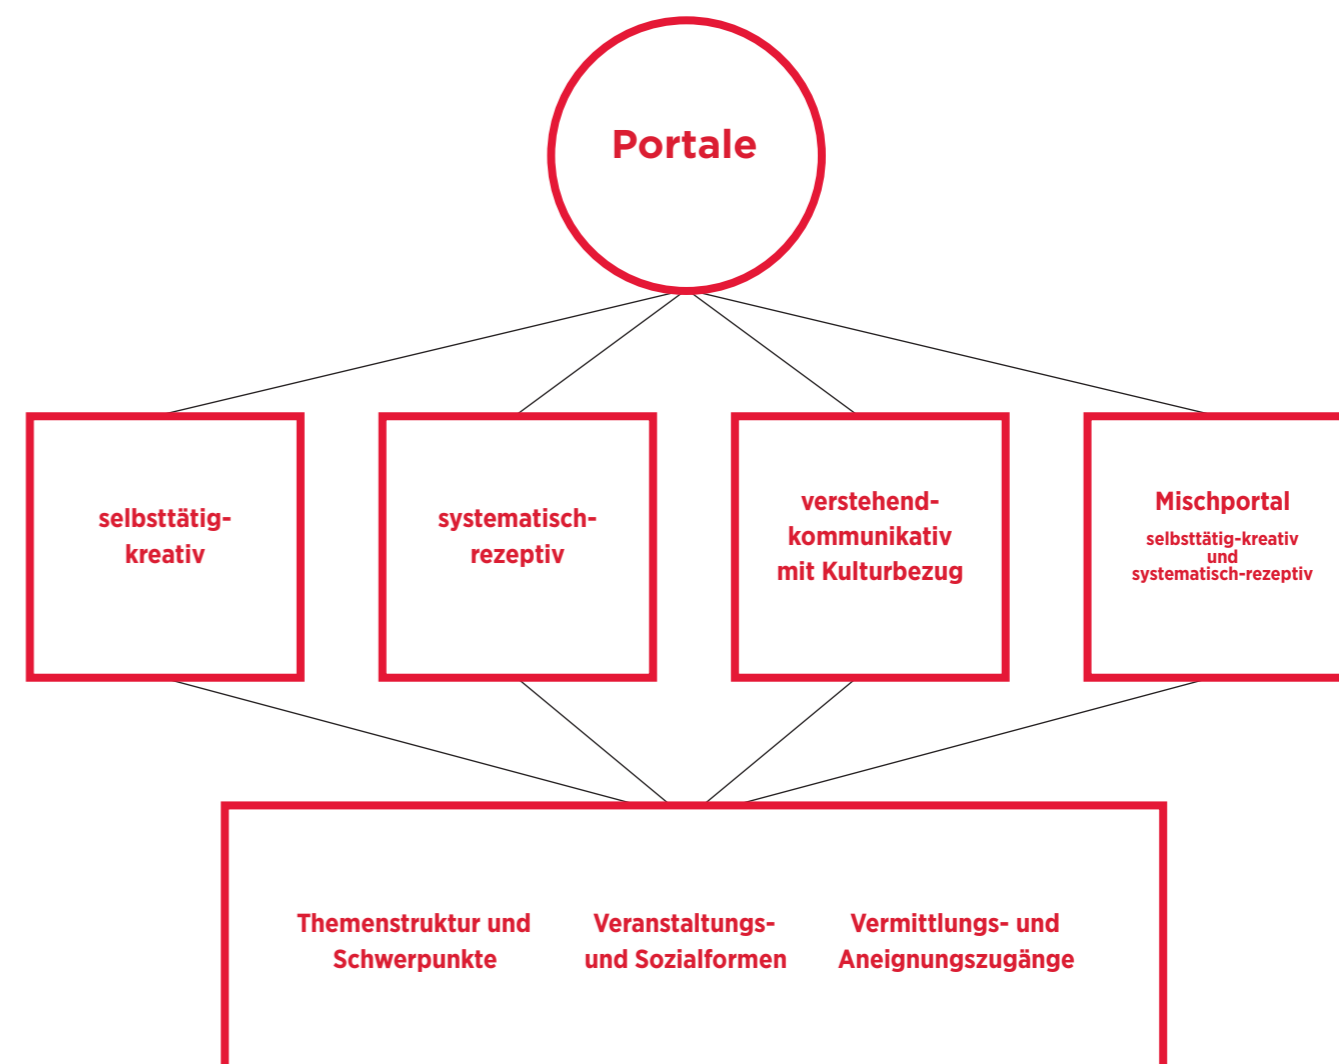 Portale
selbsttätig-
kreativ
systematisch-
rezeptiv
verstehend-
kommunikativ
mit Kulturbezug
Mischportal
selbsttätig-kreativ
und
systematisch-rezeptiv
Themenstruktur und
Schwerpunkte
Veranstaltungs-
und Sozialformen
Vermittlungs- und
Aneignungszugänge